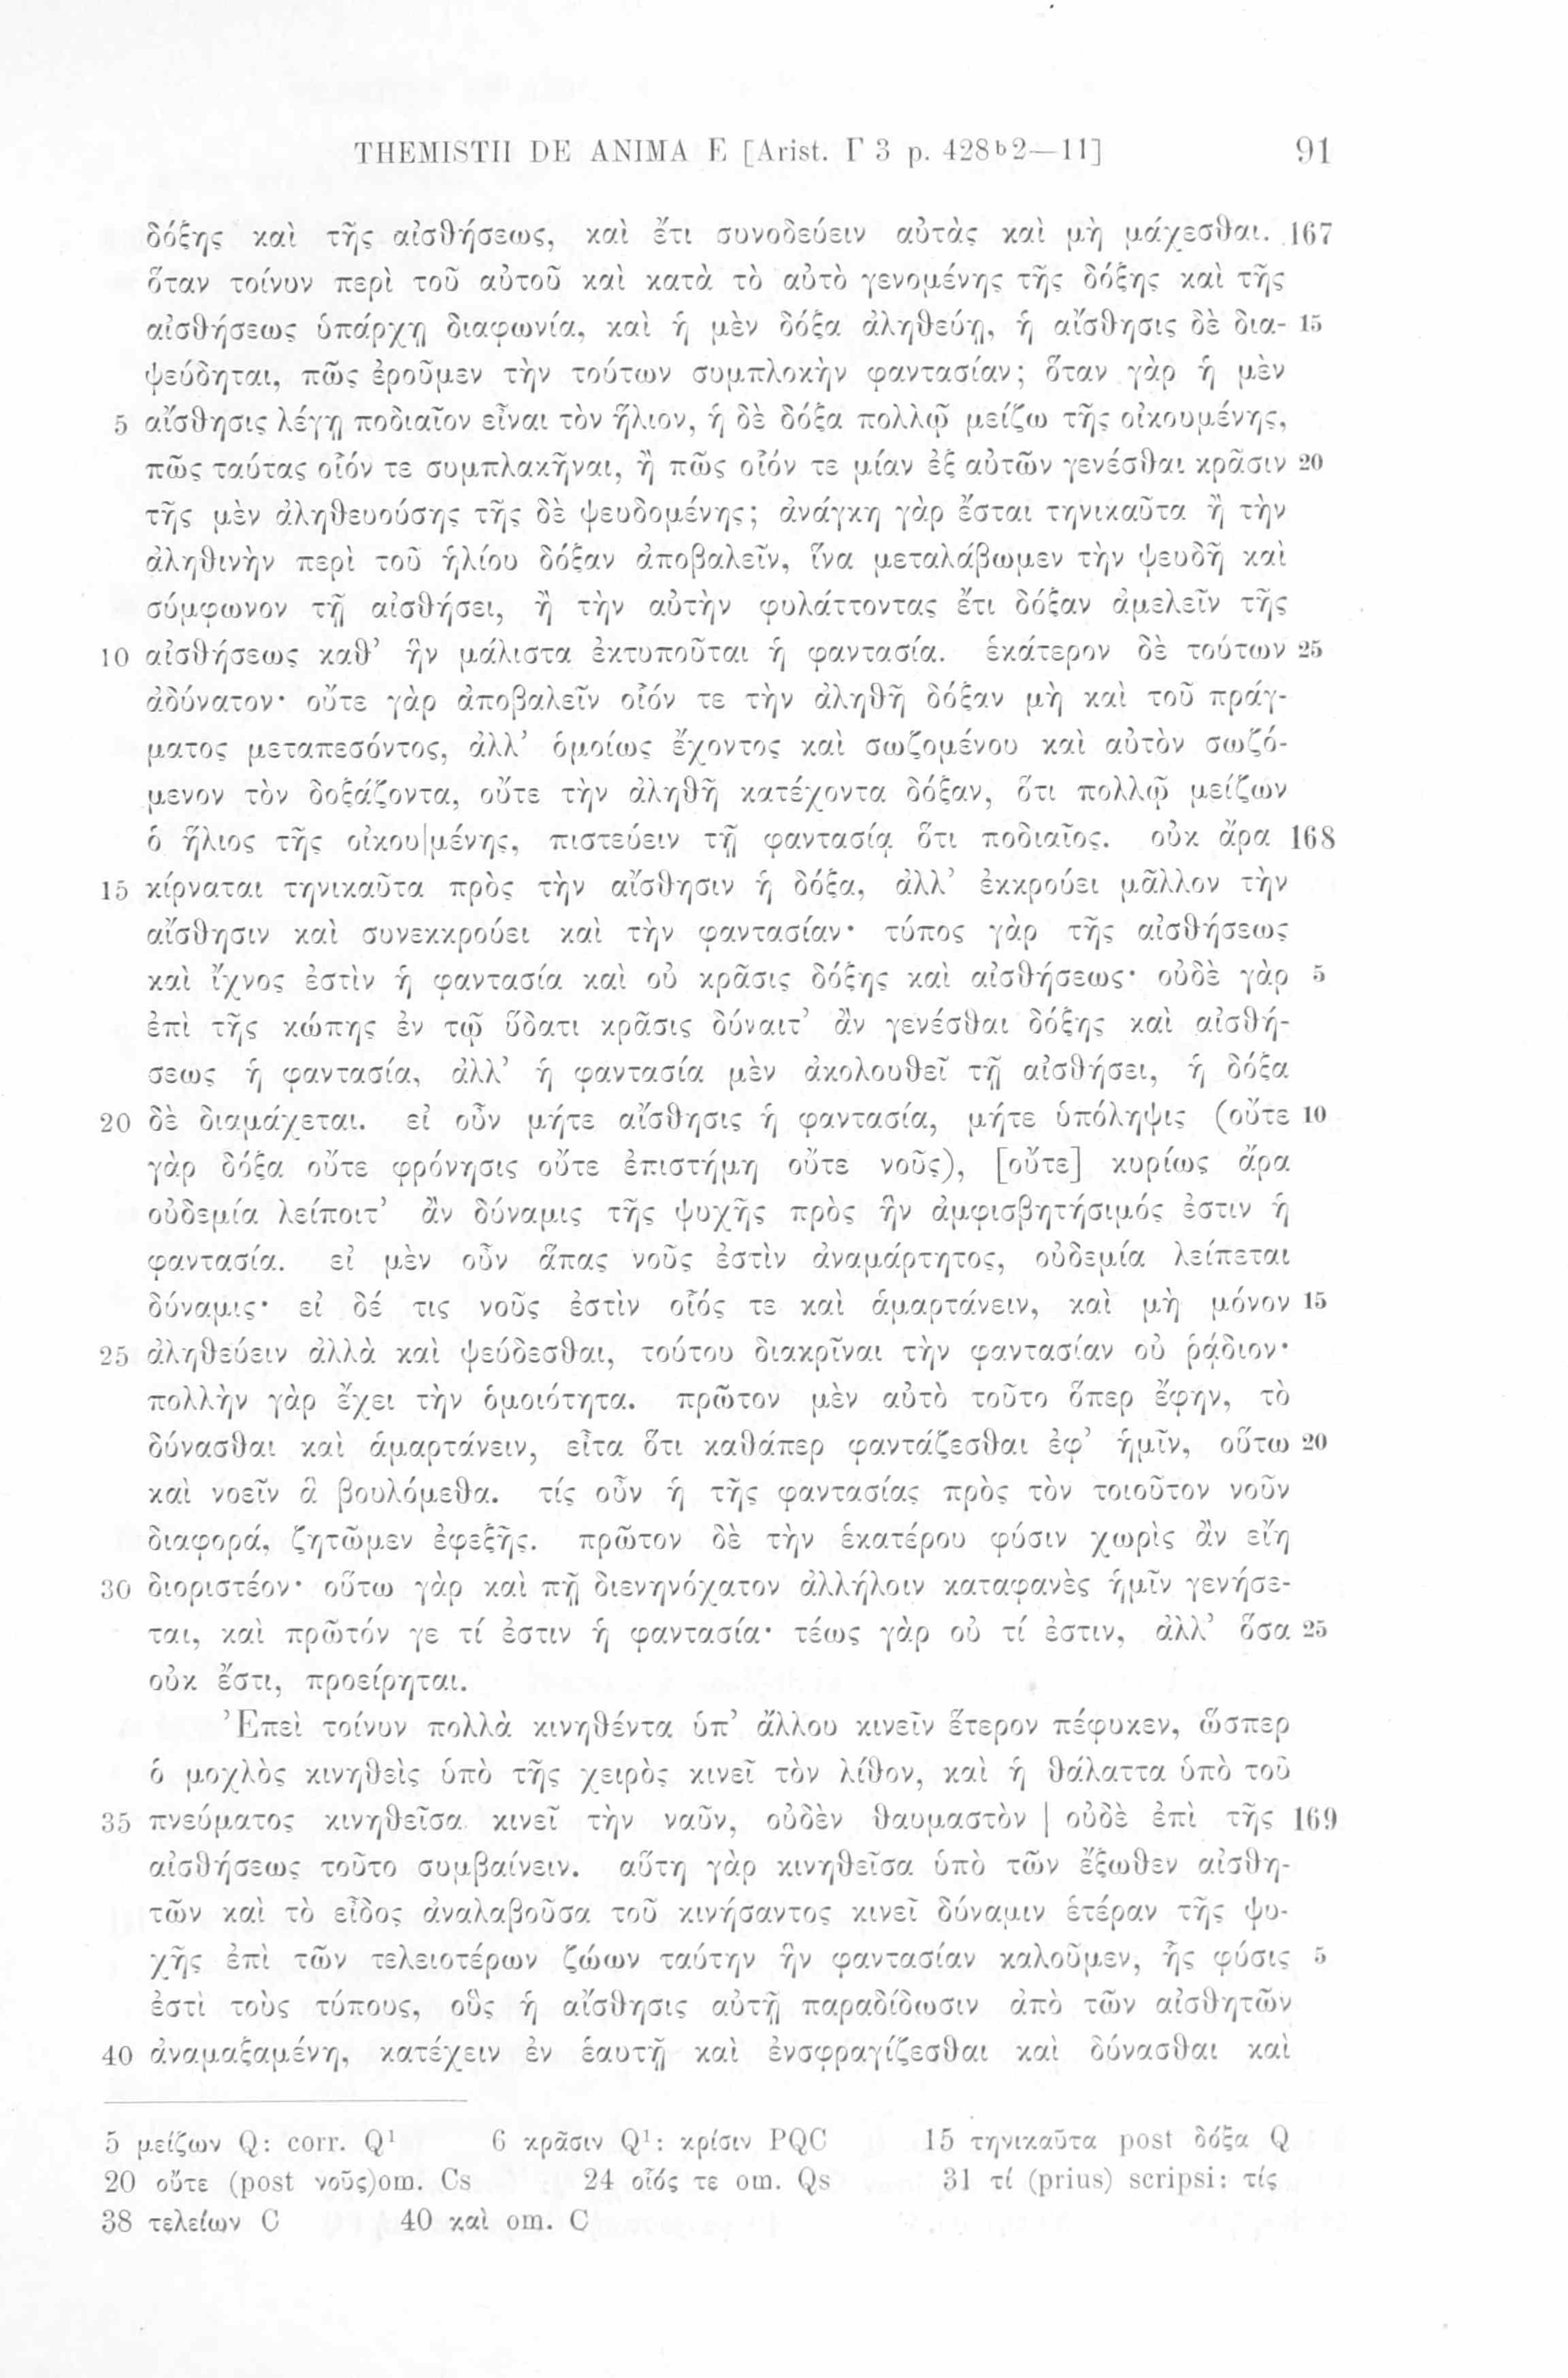 THEMISTII DE ANIMA E [Arist. Γ 3 p. 428ᵇ2—11] 91
δόξης καὶ τῆς αἰσθήσεως, καὶ ἔτι συνοδεύειν αὐτὰς καὶ μὴ μάχεσθαι. 167
ὅταν τοίνυν περὶ τοῦ αὐτοῦ καὶ κατὰ τὸ αὐτὸ γενομένης τῆς δόξης καὶ τῆς
αἰσθήσεως ὑπάρχῃ διαφωνία, καὶ ἡ μὲν δόξα ἀληθεύῃ, ἡ αἴσθησις δὲ δια- 15
ψεύδηται, πῶς ἐροῦμεν τὴν τούτων συμπλοκὴν φαντασίαν; ὅταν γὰρ ἡ μὲν
5 αἴσθησις λέγῃ ποδιαῖον εἶναι τὸν ἥλιον, ἡ δὲ δόξα πολλῷ μείζω τῆς οἰκουμένης,
πῶς ταύτας οἷόν τε συμπλακῆναι, ἢ πῶς οἷόν τε μίαν ἐξ αὐτῶν γενέσθαι κρᾶσιν 20
τῆς μὲν ἀληθευούσης τῆς δὲ ψευδομένης; ἀνάγκη γὰρ ἔσται τηνικαῦτα ἢ τὴν
ἀληθινὴν περὶ τοῦ ἡλίου δόξαν ἀποβαλεῖν, ἵνα μεταλάβωμεν τὴν ψευδῆ καὶ
σύμφωνον τῇ αἰσθήσει, ἢ τὴν αὐτὴν φυλάττοντας ἔτι δόξαν ἀμελεῖν τῆς
10 αἰσθήσεως καθ’ ἣν μάλιστα ἐκτυποῦται ἡ φαντασία. ἑκάτερον δὲ τούτων 25
ἀδύνατον· οὔτε γὰρ ἀποβαλεῖν οἷόν τε τὴν ἀληθῆ δόξαν μὴ καὶ τοῦ πράγ-
ματος μεταπεσόντος, ἀλλ’ ὁμοίως ἔχοντος καὶ σωζομένου καὶ αὐτὸν σωζό-
μενον τὸν δοξάζοντα, οὔτε τὴν ἀληθῆ κατέχοντα δόξαν, ὅτι πολλῷ μείζων
ὁ ἥλιος τῆς οἰκου|μένης, πιστεύειν τῇ φαντασίᾳ ὅτι ποδιαῖος. οὐκ ἄρα 168
15 κίρναται τηνικαῦτα πρὸς τὴν αἴσθησιν ἡ δόξα, ἀλλ’ ἐκκρούει μᾶλλον τὴν
αἴσθησιν καὶ συνεκκρούει καὶ τὴν φαντασίαν· τύπος γὰρ τῆς αἰσθήσεως
καὶ ἴχνος ἐστὶν ἡ φαντασία καὶ οὐ κρᾶσις δόξης καὶ αἰσθήσεως· οὐδὲ γὰρ 5
ἐπὶ τῆς κώπης ἐν τῷ ὕδατι κρᾶσις δύναιτ’ ἂν γενέσθαι δόξης καὶ αἰσθή-
σεως ἡ φαντασία, ἀλλ’ ἡ φαντασία μὲν ἀκολουθεῖ τῇ αἰσθήσει, ἡ δόξα
20 δὲ διαμάχεται. εἰ οὖν μήτε αἴσθησις ἡ φαντασία, μήτε ὑπόληψις (οὔτε 10
γὰρ δόξα οὔτε φρόνησις οὔτε ἐπιστήμη οὔτε νοῦς), [οὔτε] κυρίως ἄρα
οὐδεμία λείποιτ’ ἂν δύναμις τῆς ψυχῆς πρὸς ἣν ἀμφισβητήσιμός ἐστιν ἡ
φαντασία. εἰ μὲν οὖν ἅπας νοῦς ἐστὶν ἀναμάρτητος, οὐδεμία λείπεται
δύναμις· εἰ δέ τις νοῦς ἐστὶν οἷός τε καὶ ἁμαρτάνειν, καὶ μὴ μόνον 15
25 ἀληθεύειν ἀλλὰ καὶ ψεύδεσθαι, τούτου διακρῖναι τὴν φαντασίαν οὐ ῥᾴδιον·
πολλὴν γὰρ ἔχει τὴν ὁμοιότητα. πρῶτον μὲν αὐτὸ τοῦτο ὅπερ ἔφην, τὸ
δύνασθαι καὶ ἁμαρτάνειν, εἶτα ὅτι καθάπερ φαντάζεσθαι ἐφ’ ἡμῖν, οὕτω 20
καὶ νοεῖν ἃ βουλόμεθα. τίς οὖν ἡ τῆς φαντασίας πρὸς τὸν τοιοῦτον νοῦν
διαφορά, ζητῶμεν ἐφεξῆς. πρῶτον δὲ τὴν ἑκατέρου φύσιν χωρὶς ἂν εἴη
30 διοριστέον· οὕτω γὰρ καὶ πῇ διενηνόχατον ἀλλήλοιν καταφανὲς ἡμῖν γενήσε-
ται, καὶ πρῶτόν γε τί ἐστιν ἡ φαντασία· τέως γὰρ οὐ τί ἐστιν, ἀλλ’ ὅσα 25
οὐκ ἔστι, προείρηται.
Ἐπεὶ τοίνυν πολλὰ κινηθέντα ὑπ’ ἄλλου κινεῖν ἕτερον πέφυκεν, ὥσπερ
ὁ μοχλὸς κινηθεὶς ὑπὸ τῆς χειρὸς κινεῖ τὸν λίθον, καὶ ἡ θάλαττα ὑπὸ τοῦ
35 πνεύματος κινηθεῖσα κινεῖ τὴν ναῦν, οὐδὲν θαυμαστὸν | οὐδὲ ἐπὶ τῆς 169
αἰσθήσεως τοῦτο συμβαίνειν. αὕτη γὰρ κινηθεῖσα ὑπὸ τῶν ἔξωθεν αἰσθη-
τῶν καὶ τὸ εἶδος ἀναλαβοῦσα τοῦ κινήσαντος κινεῖ δύναμιν ἑτέραν τῆς ψυ-
χῆς ἐπὶ τῶν τελειοτέρων ζώων ταύτην ἣν φαντασίαν καλοῦμεν, ἧς φύσις 5
ἐστὶ τοὺς τύπους, οὓς ἡ αἴσθησις αὐτῇ παραδίδωσιν ἀπὸ τῶν αἰσθητῶν
40 ἀναμαξαμένη, κατέχειν ἐν ἑαυτῇ καὶ ἐνσφραγίζεσθαι καὶ δύνασθαι καὶ
5 μείζων Q: corr. Q¹ 6 κρᾶσιν Q¹: κρίσιν PQC 15 τηνικαῦτα post δόξα Q
20 οὔτε (post νοῦς)om. Cs 24 οἷός τε om. Qs 31 τί (prius) scripsi: τίς
38 τελείων C 40 καὶ om. C